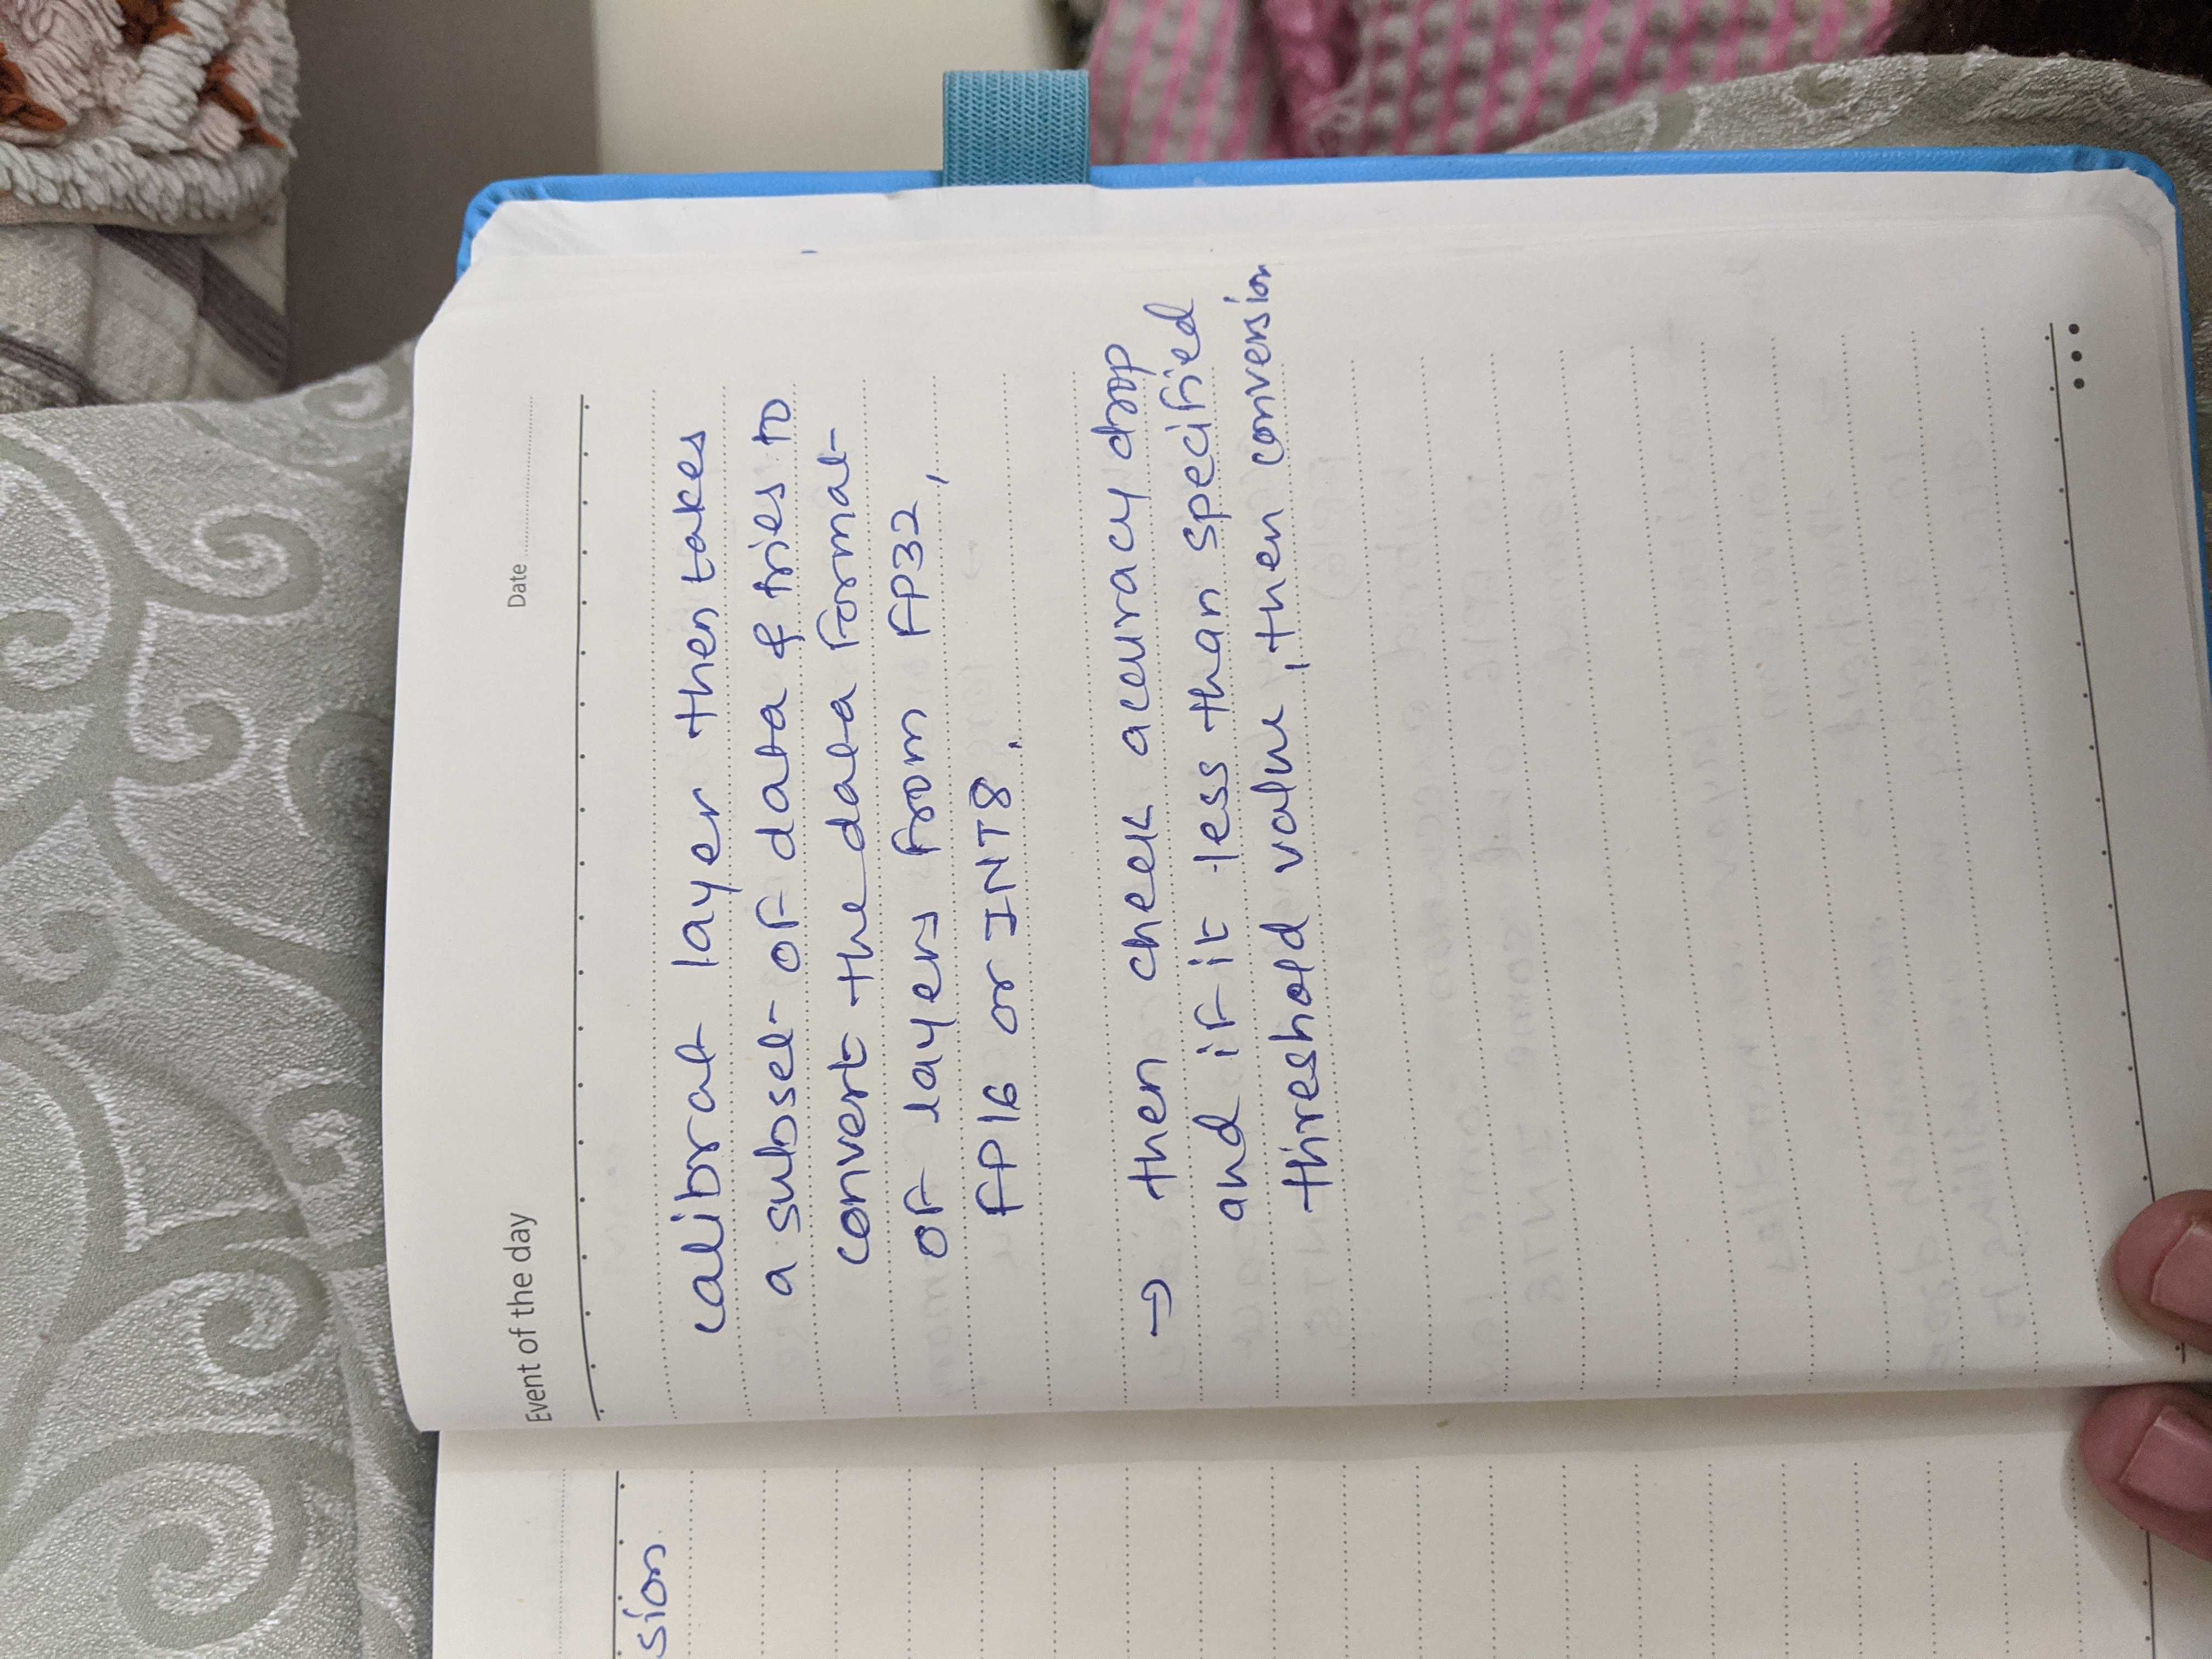 Event of the day Date
calibrat layer then takes
a subset of data & tries to
convert the data format
of layers from FP32,
FP16 or INT8.
→ then check accuracy drop
and if it less than specified
threshold value, then conversion
sion